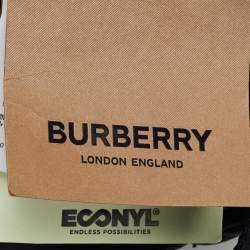 BURBERRY
LONDON ENGLAND
ECONYL®
ENDLESS POSSIBILITIES